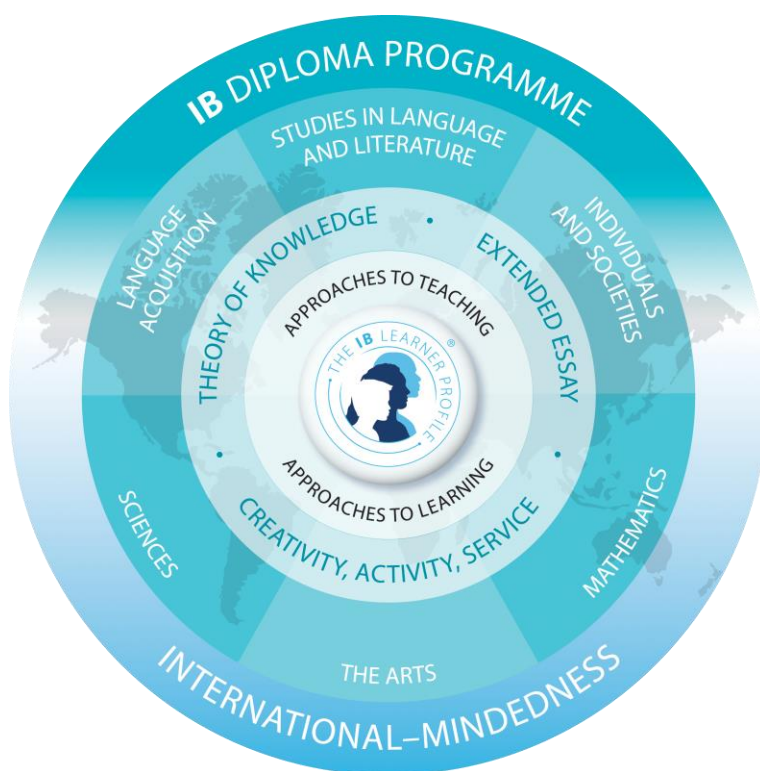 IB DIPLOMA PROGRAMME
STUDIES IN LANGUAGE
AND LITERATURE
LANGUAGE
ACQUISITION
INDIVIDUALS
AND SOCIETIES
THEORY OF KNOWLEDGE •
EXTENDED ESSAY •
APPROACHES TO TEACHING
• THE IB LEARNER PROFILE • ®
APPROACHES TO LEARNING
• CREATIVITY, ACTIVITY, SERVICE
SCIENCES
MATHEMATICS
THE ARTS
INTERNATIONAL–MINDEDNESS